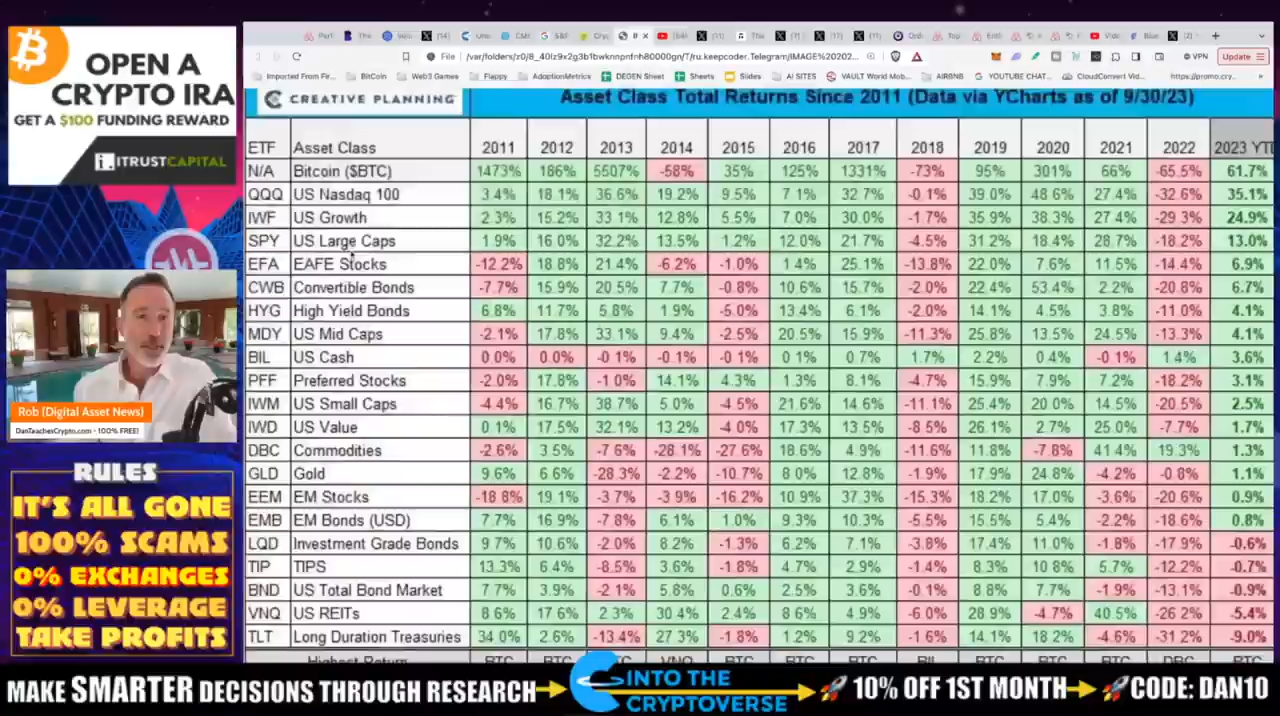 OPEN A
CRYPTO IRA
GET A $100 FUNDING REWARD
ITRUSTCAPITAL
Rob (Digital Asset News)
DanTeachesCrypto.com - 100% FREE!
RULES
IT'S ALL GONE
100% SCAMS
0% EXCHANGES
0% LEVERAGE
TAKE PROFITS
File
VPN
Update
BitCoin Web3 Games Flappy AdoptionMetrics DEGEN Sheet Sheets Slides AI SITES VAULT World Mob... AIRBNB YOUTUBE CHAT... CloudConvert Vid... https://promo.cry...
CREATIVE PLANNING Asset Class Total Returns Since 2011 (Data via YCharts as of 9/30/23)
ETF Asset Class 2011 2012 2013 2014 2015 2016 2017 2018 2019 2020 2021 2022 2023 YTD
N/A Bitcoin ($BTC) 1473% 186% 5507% -58% 35% 125% 1331% -73% 95% 301% 66% -65.5% 61.7%
QQQ US Nasdaq 100 3.4% 18.1% 36.6% 19.2% 9.5% 7.1% 32.7% -0.1% 39.0% 48.6% 27.4% -32.6% 35.1%
IWF US Growth 2.3% 15.2% 33.1% 12.8% 5.5% 7.0% 30.0% -1.7% 35.9% 38.3% 27.4% -29.3% 24.9%
SPY US Large Caps 1.9% 16.0% 32.2% 13.5% 1.2% 12.0% 21.7% -4.5% 31.2% 18.4% 28.7% -18.2% 13.0%
EFA EAFE Stocks -12.2% 18.8% 21.4% -6.2% -1.0% 1.4% 25.1% -13.8% 22.0% 7.6% 11.5% -14.4% 6.9%
CWB Convertible Bonds -7.7% 15.9% 20.5% 7.7% -0.8% 10.6% 15.7% -2.0% 22.4% 53.4% 2.2% -20.8% 6.7%
HYG High Yield Bonds 6.8% 11.7% 5.8% 1.9% -5.0% 13.4% 6.1% -2.0% 14.1% 4.5% 3.8% -11.0% 4.1%
MDY US Mid Caps -2.1% 17.8% 33.1% 9.4% -2.5% 20.5% 15.9% -11.3% 25.8% 13.5% 24.5% -13.3% 4.1%
BIL US Cash 0.0% 0.0% -0.1% -0.1% -0.1% 0.1% 0.7% 1.7% 2.2% 0.4% -0.1% 1.4% 3.6%
PFF Preferred Stocks -2.0% 17.8% -1.0% 14.1% 4.3% 1.3% 8.1% -4.7% 15.9% 7.9% 7.2% -18.2% 3.1%
IWM US Small Caps -4.4% 16.7% 38.7% 5.0% -4.5% 21.6% 14.6% -11.1% 25.4% 20.0% 14.5% -20.5% 2.5%
IWD US Value 0.1% 17.5% 32.1% 13.2% -4.0% 17.3% 13.5% -8.5% 26.1% 2.7% 25.0% -7.7% 1.7%
DBC Commodities -2.6% 3.5% -7.6% -28.1% -27.6% 18.6% 4.9% -11.6% 11.8% -7.8% 41.4% 19.3% 1.3%
GLD Gold 9.6% 6.6% -28.3% -2.2% -10.7% 8.0% 12.8% -1.9% 17.9% 24.8% -4.2% -0.8% 1.1%
EEM EM Stocks -18.8% 19.1% -3.7% -3.9% -16.2% 10.9% 37.3% -15.3% 18.2% 17.0% -3.6% -20.6% 0.9%
EMB EM Bonds (USD) 7.7% 16.9% -7.8% 6.1% 1.0% 9.3% 10.3% -5.5% 15.5% 5.4% -2.2% -18.6% 0.8%
LQD Investment Grade Bonds 9.7% 10.6% -2.0% 8.2% -1.3% 6.2% 7.1% -3.8% 17.4% 11.0% -1.8% -17.9% -0.6%
TIP TIPS 13.3% 6.4% -8.5% 3.6% -1.8% 4.7% 2.9% -1.4% 8.3% 10.8% 5.7% -12.2% -0.7%
BND US Total Bond Market 7.7% 3.9% -2.1% 5.8% 0.6% 2.5% 3.6% -0.1% 8.8% 7.7% -1.9% -13.1% -0.9%
VNQ US REITs 8.6% 17.6% 2.3% 30.4% 2.4% 8.6% 4.9% -6.0% 28.9% -4.7% 40.5% -26.2% -5.4%
TLT Long Duration Treasuries 34.0% 2.6% -13.4% 27.3% -1.8% 1.2% 9.2% -1.6% 14.1% 18.2% -4.6% -31.2% -9.0%
MAKE SMARTER DECISIONS THROUGH RESEARCH INTO THE CRYPTOVERSE 10% OFF 1ST MONTH CODE: DAN10